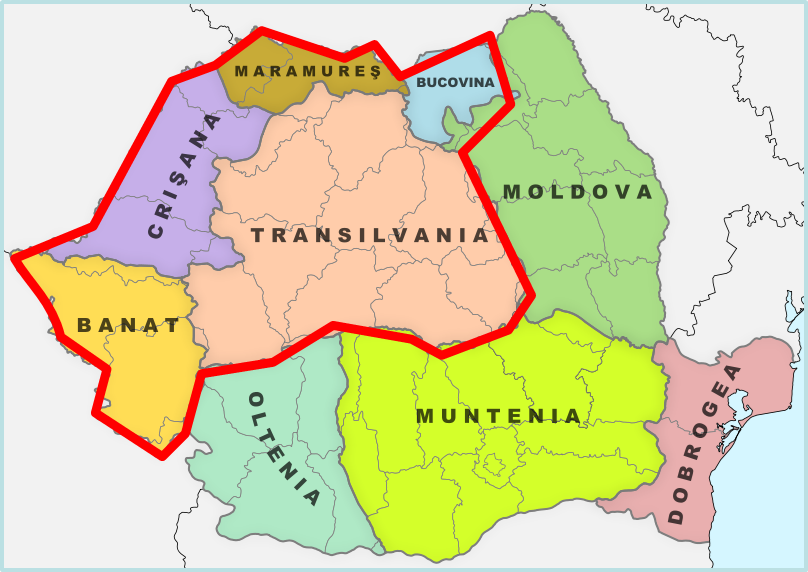 MARAMUREŞ
BUCOVINA
CRIŞANA
MOLDOVA
TRANSILVANIA
BANAT
OLTENIA
MUNTENIA
DOBROGEA